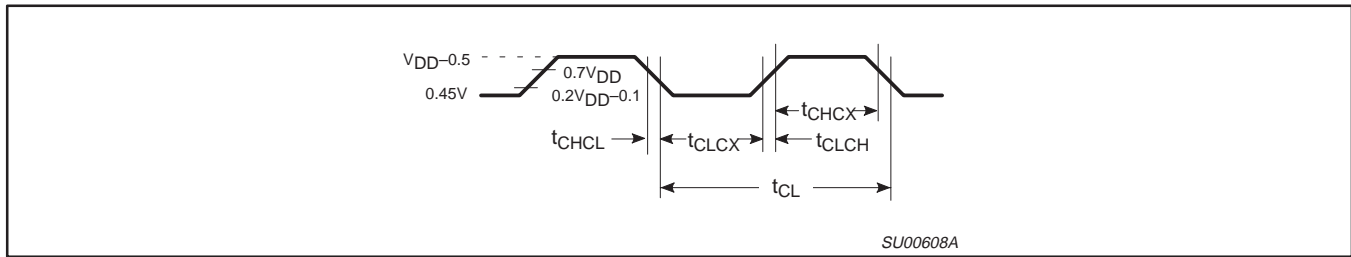 VDD–0.5
0.7VDD
0.45V
0.2VDD–0.1
tCHCX
tCHCL
tCLCX
tCLCH
tCL
SU00608A